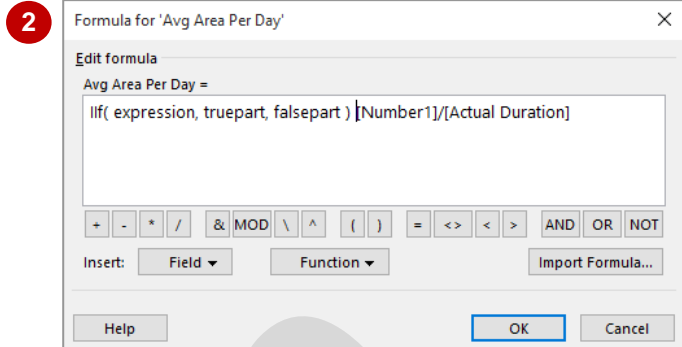 2
Formula for 'Avg Area Per Day'
Edit formula
Avg Area Per Day =
IIf( expression, truepart, falsepart ) [Number1]/[Actual Duration]
+ - * / & MOD \ ^ ( ) = <> < > AND OR NOT
Insert: Field Function Import Formula...
Help OK Cancel